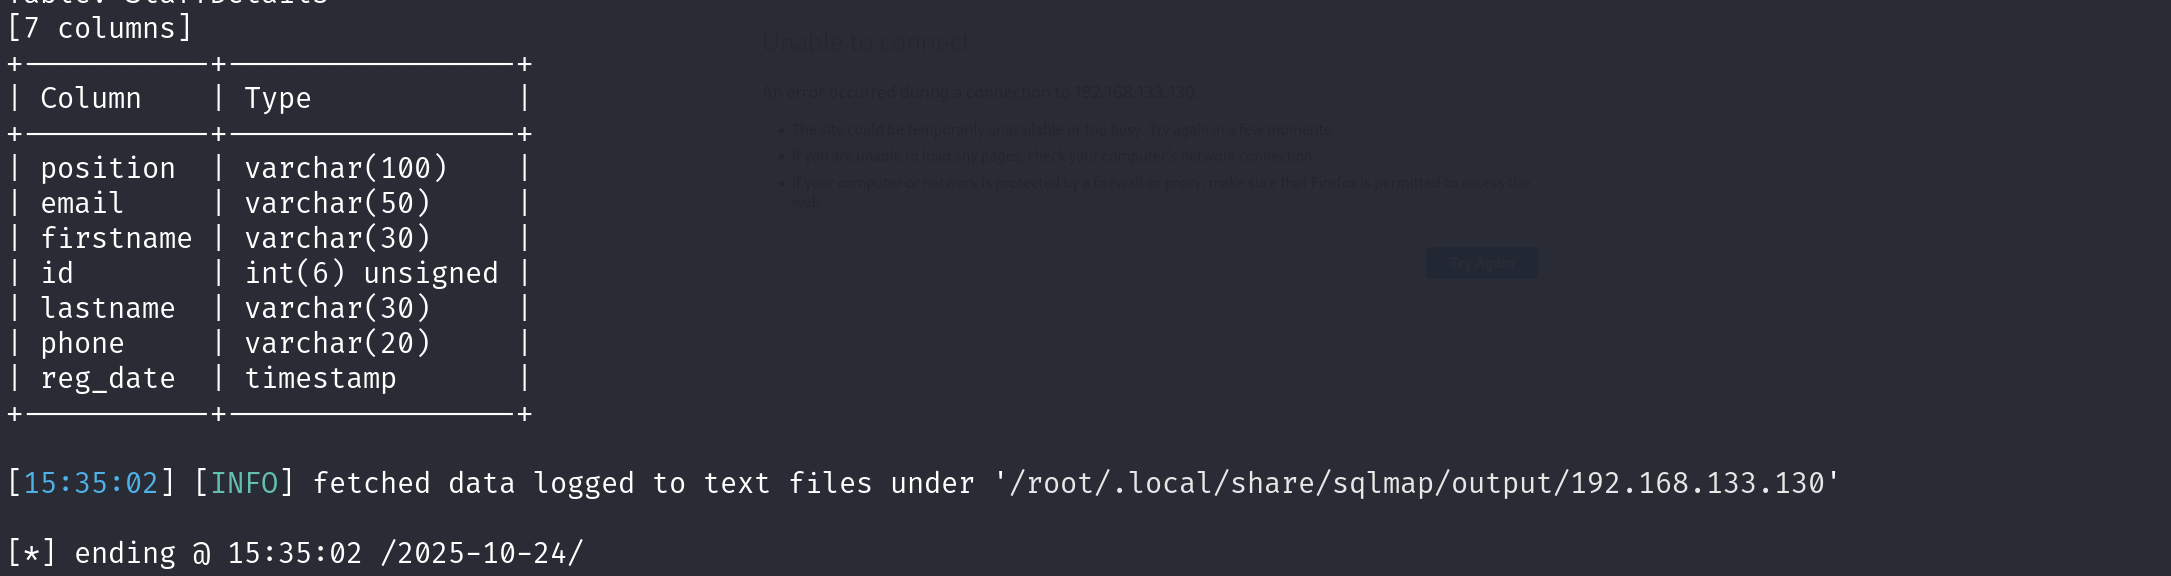 Table: StaffDetails
[7 columns]
+-----------+------------------+
| Column    | Type             |
+-----------+------------------+
| position  | varchar(100)     |
| email     | varchar(50)      |
| firstname | varchar(30)      |
| id        | int(6) unsigned  |
| lastname  | varchar(30)      |
| phone     | varchar(20)      |
| reg_date  | timestamp        |
+-----------+------------------+
[15:35:02] [INFO] fetched data logged to text files under '/root/.local/share/sqlmap/output/192.168.133.130'
[*] ending @ 15:35:02 /2025-10-24/
Unable to connect
An error occurred during a connection to 192.168.133.130.
• The site could be temporarily unavailable or too busy. Try again in a few moments.
• If you are unable to load any pages, check your computer's network connection.
• If your computer or network is protected by a firewall or proxy, make sure that Firefox is permitted to access the
web.
Try Again